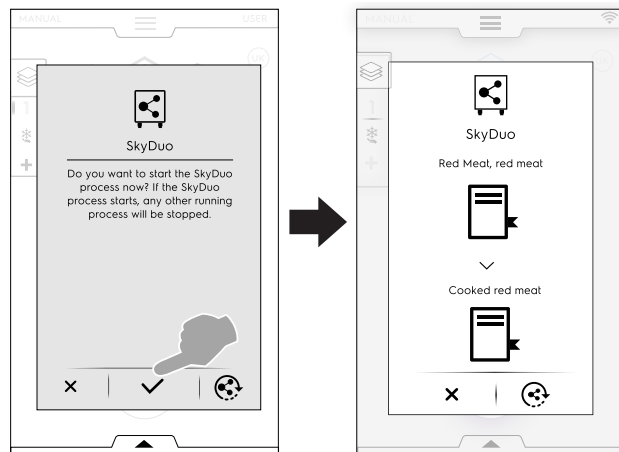 MANUAL
USER
SkyDuo
Do you want to start the SkyDuo
process now? If the SkyDuo
process starts, any other running
process will be stopped.
MANUAL
1
SkyDuo
Red Meat, red meat
Cooked red meat